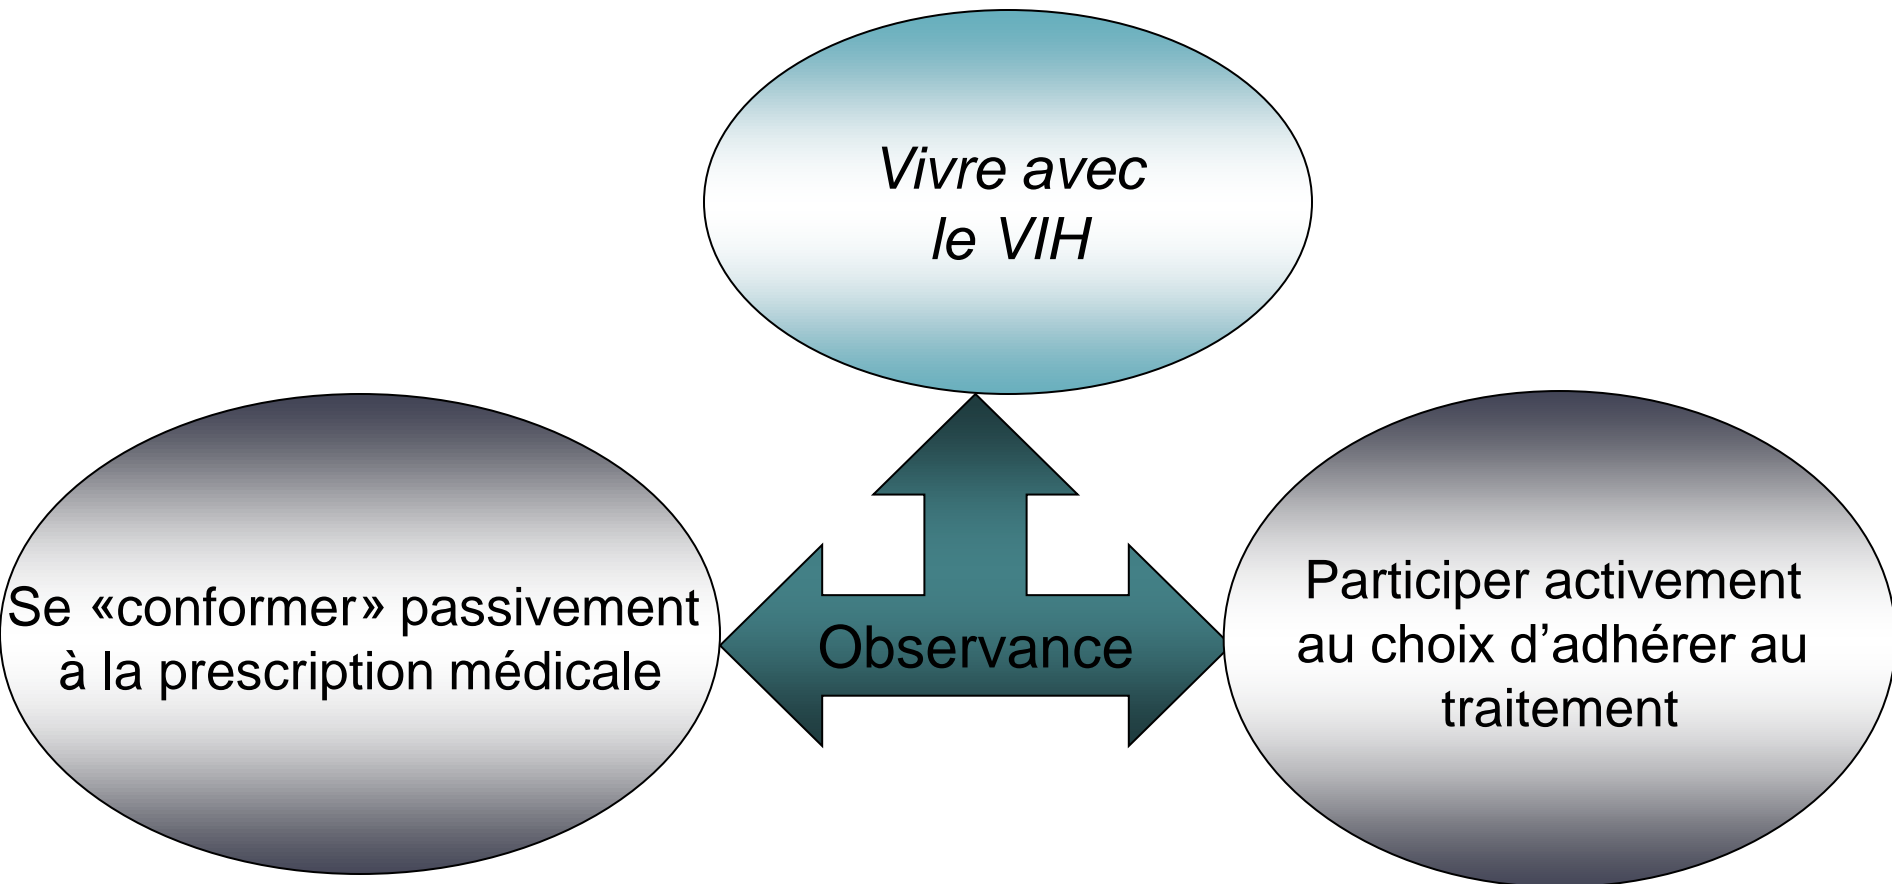 Vivre avec
le VIH
Se «conformer» passivement
à la prescription médicale
Observance
Participer activement
au choix d’adhérer au
traitement